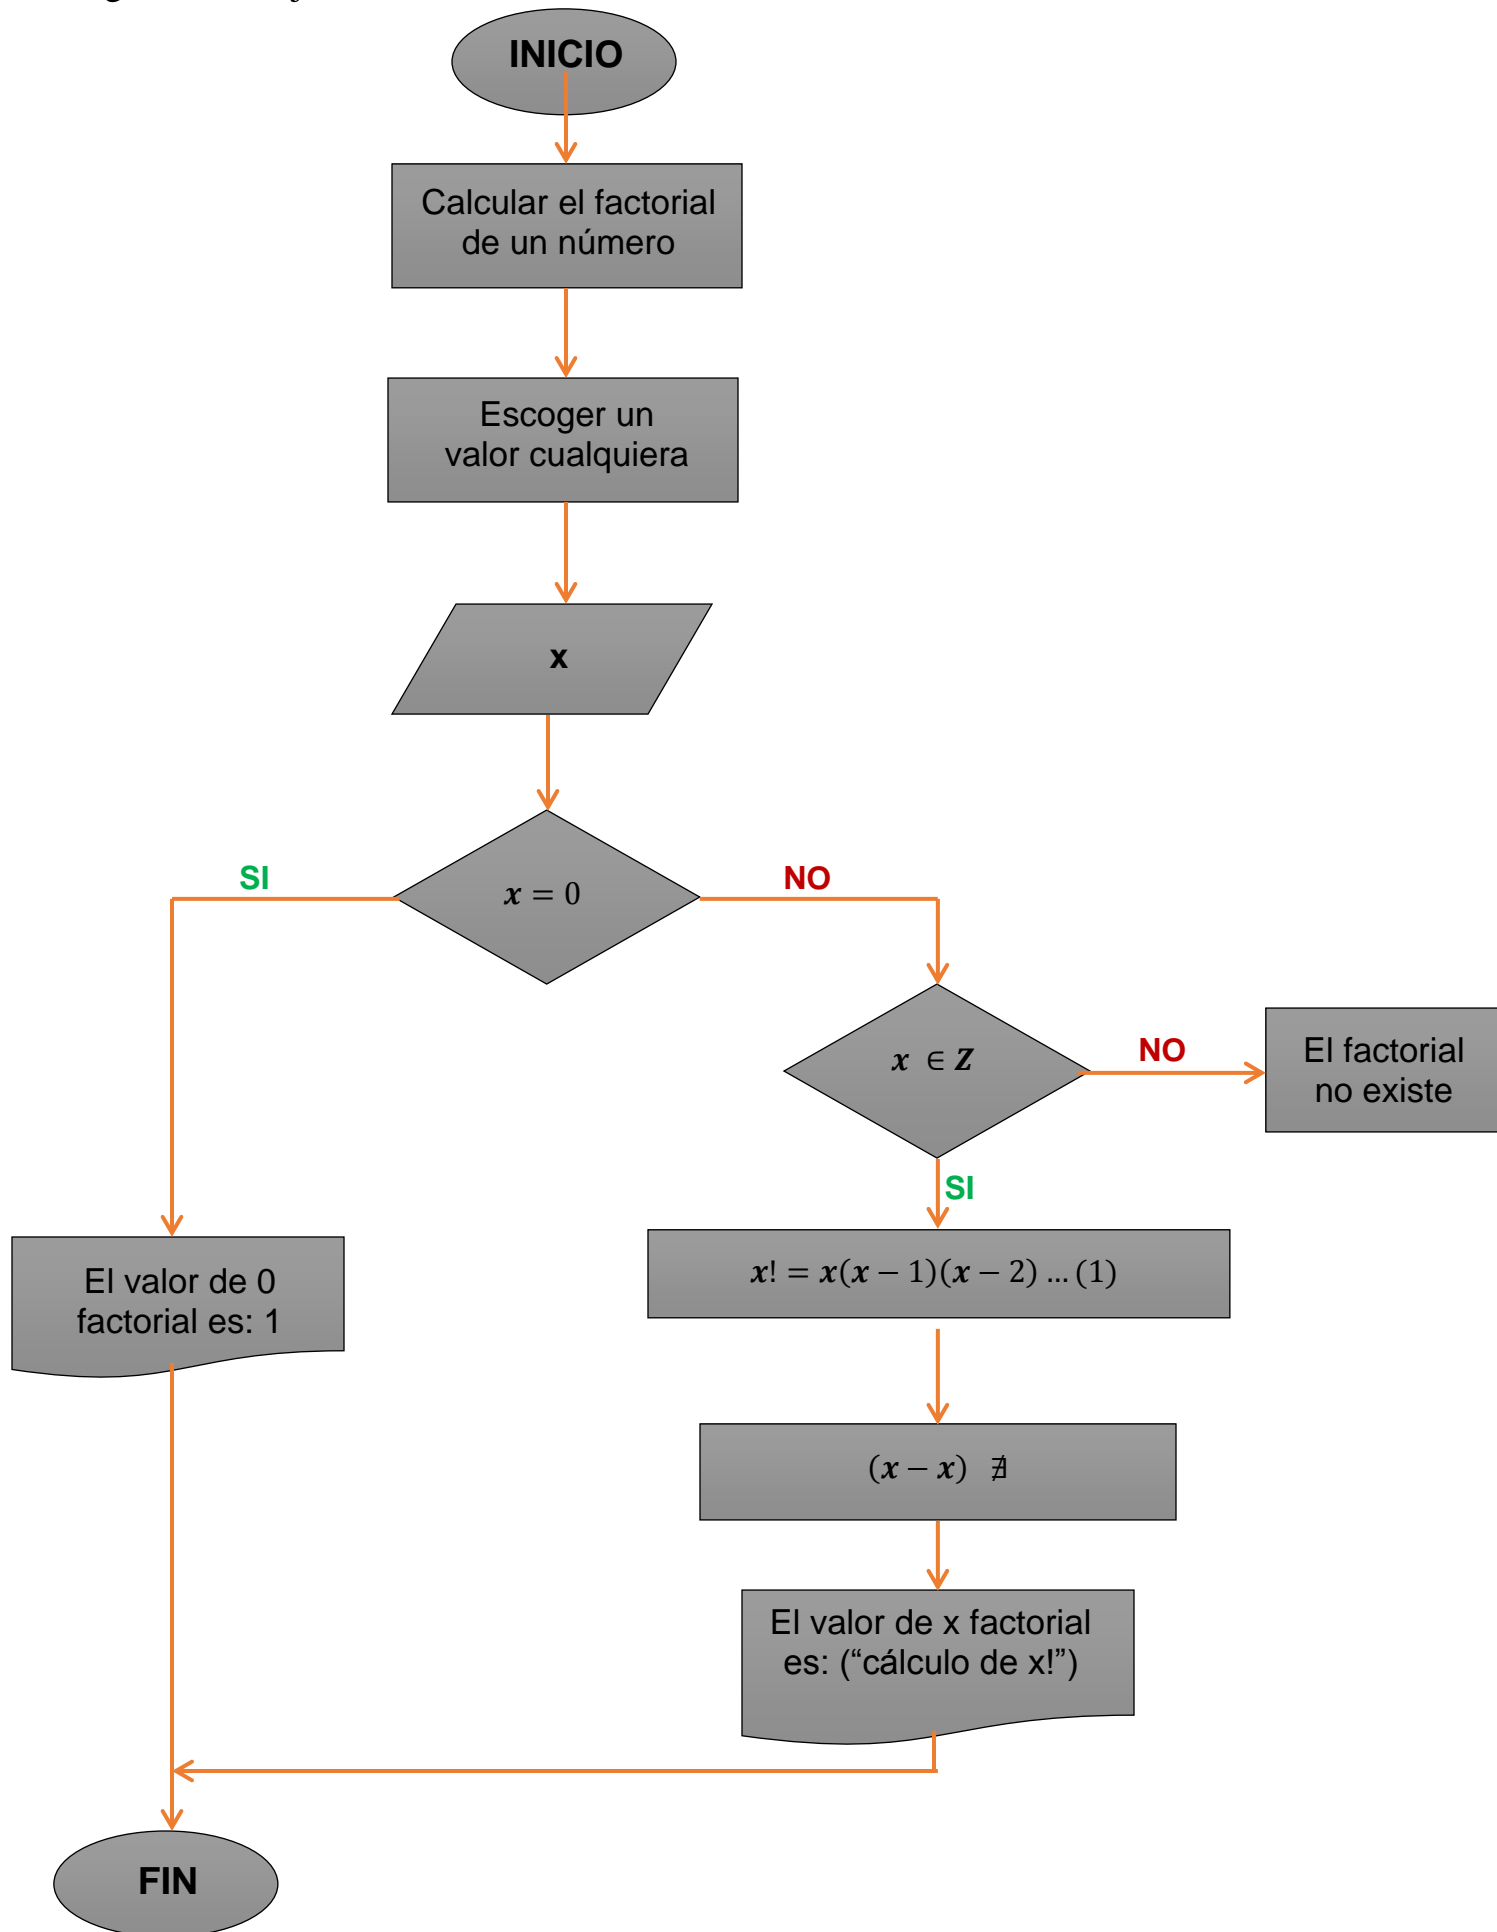 INICIO
Calcular el factorial
de un número
Escoger un
valor cualquiera
x
x = 0
SI
NO
x ∈ Z
NO
El factorial
no existe
SI
x! = x(x − 1)(x − 2) … (1)
El valor de 0
factorial es: 1
(x − x) ∄
El valor de x factorial
es: (“cálculo de x!”)
FIN